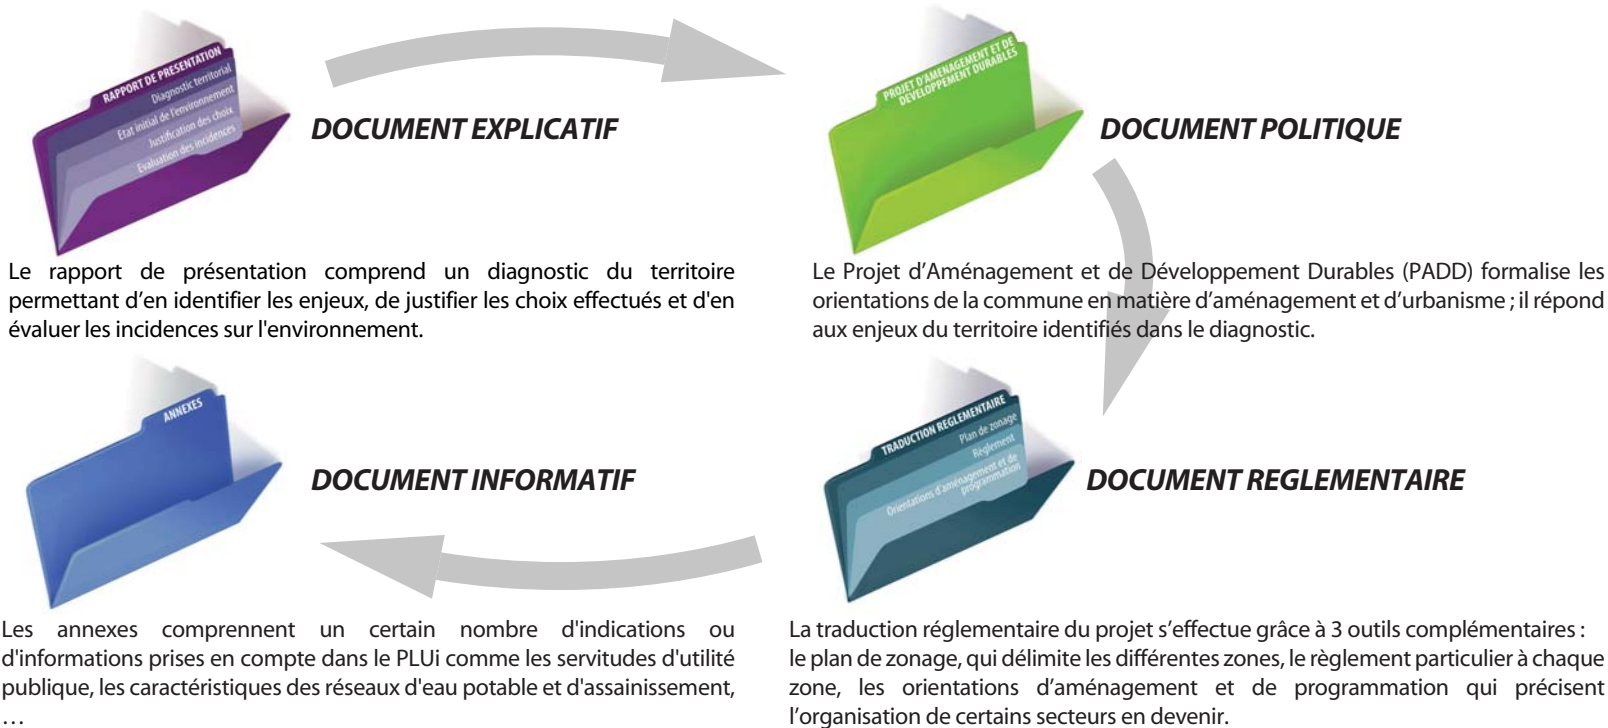 RAPPORT DE PRESENTATION
Diagnostic territorial
Etat initial de l'environnement
Justification des choix
Evaluation des incidences
DOCUMENT EXPLICATIF
Le rapport de présentation comprend un diagnostic du territoire
permettant d’en identifier les enjeux, de justifier les choix effectués et d'en
évaluer les incidences sur l'environnement.
PROJET D'AMENAGEMENT ET DE
DEVELOPPEMENT DURABLES
DOCUMENT POLITIQUE
Le Projet d’Aménagement et de Développement Durables (PADD) formalise les
orientations de la commune en matière d’aménagement et d’urbanisme ; il répond
aux enjeux du territoire identifiés dans le diagnostic.
TRADUCTION REGLEMENTAIRE
Plan de zonage
Règlement
Orientations d'aménagement et de
programmation
DOCUMENT REGLEMENTAIRE
La traduction réglementaire du projet s’effectue grâce à 3 outils complémentaires :
le plan de zonage, qui délimite les différentes zones, le règlement particulier à chaque
zone, les orientations d’aménagement et de programmation qui précisent
l’organisation de certains secteurs en devenir.
ANNEXES
DOCUMENT INFORMATIF
Les annexes comprennent un certain nombre d'indications ou
d'informations prises en compte dans le PLUi comme les servitudes d'utilité
publique, les caractéristiques des réseaux d'eau potable et d'assainissement,
…